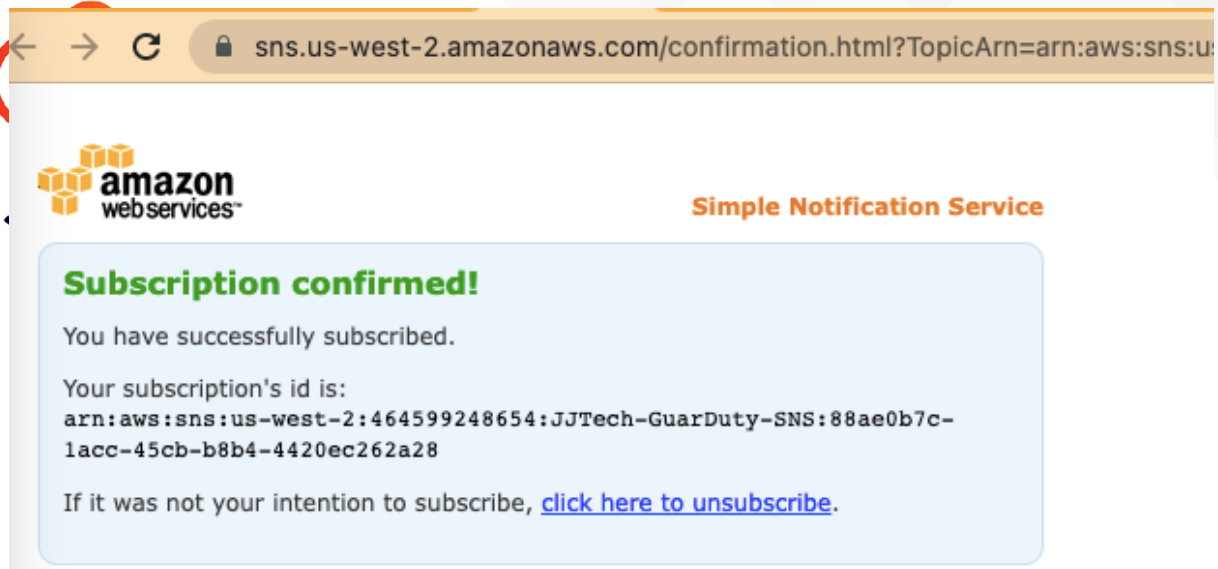 sns.us-west-2.amazonaws.com/confirmation.html?TopicArn=arn:aws:sns:u
amazon
webservices™
Simple Notification Service
Subscription confirmed!
You have successfully subscribed.
Your subscription's id is:
arn:aws:sns:us-west-2:464599248654:JJTech-GuarDuty-SNS:88ae0b7c-
1acc-45cb-b8b4-4420ec262a28
If it was not your intention to subscribe, click here to unsubscribe.